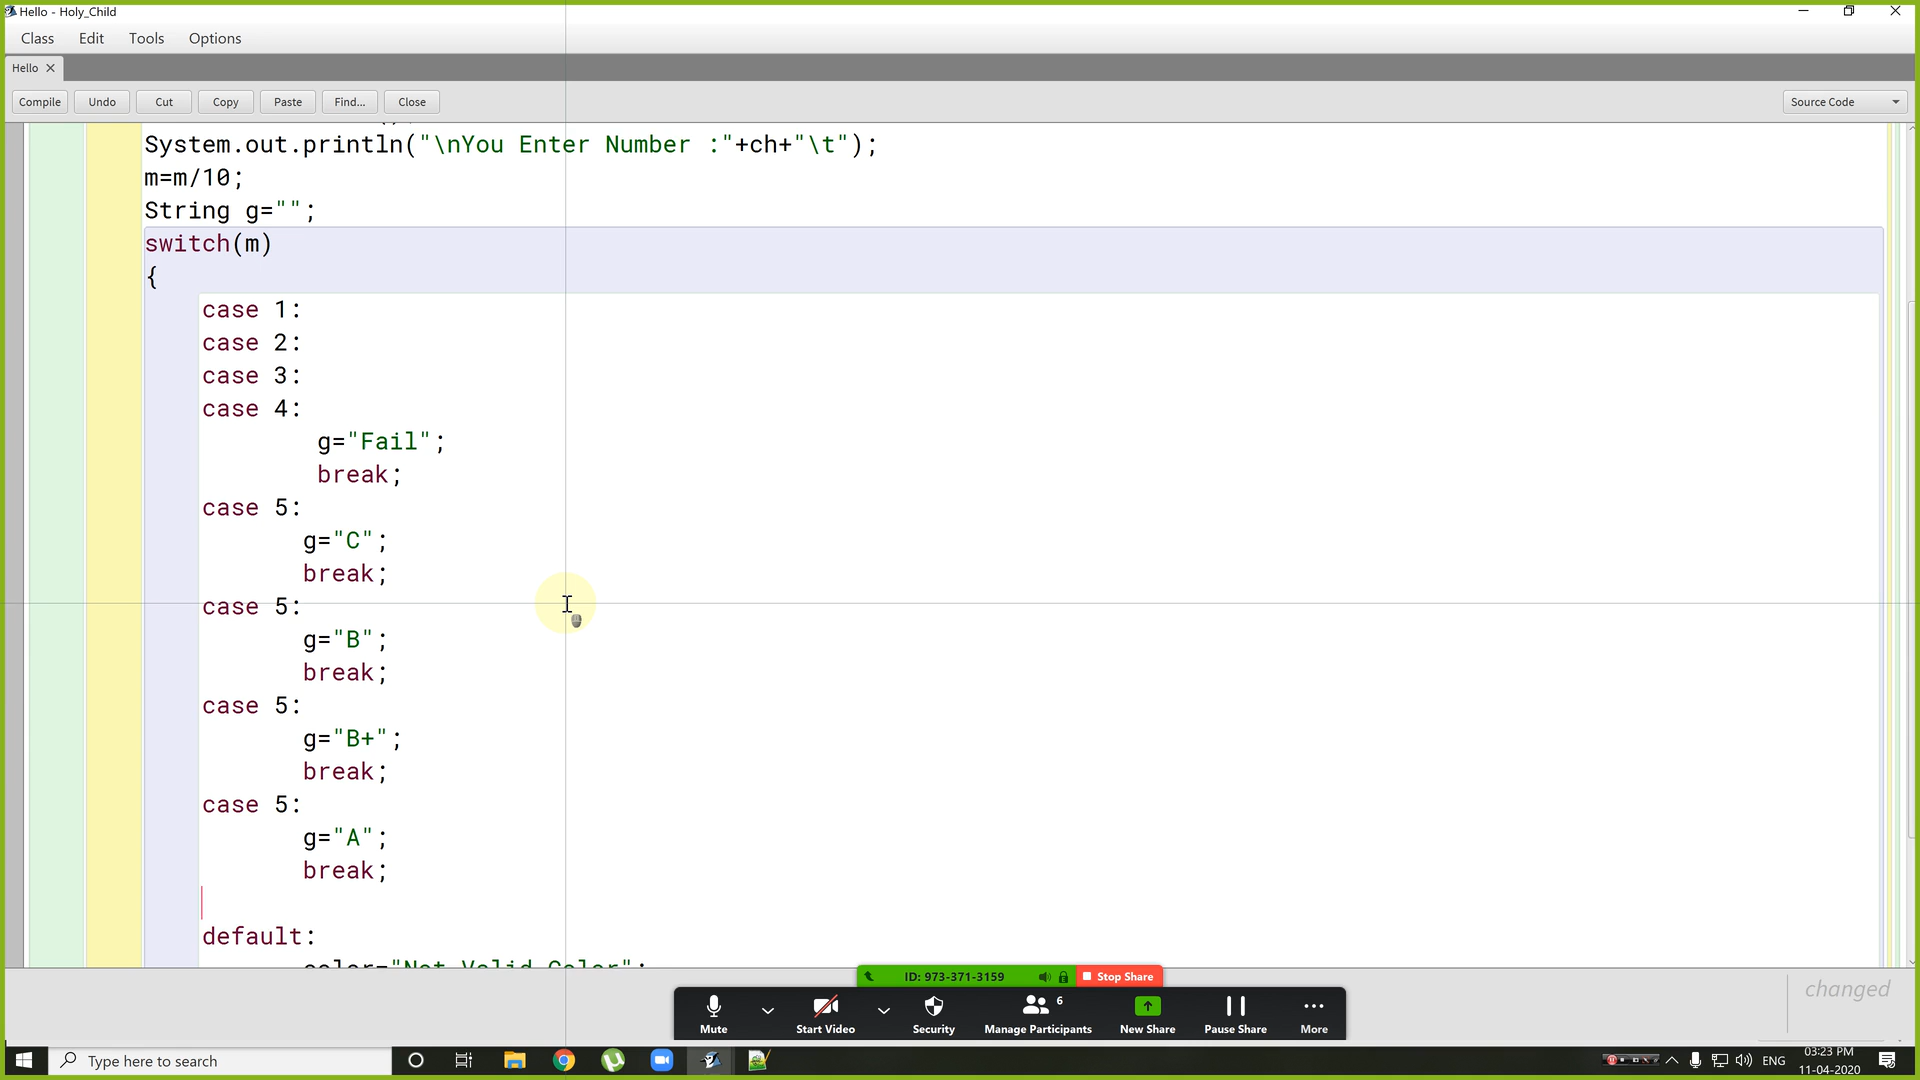 Hello - Holy_Child
Class Edit Tools Options
Hello
Compile Undo Cut Copy Paste Find... Close Source Code
System.out.println("\nYou Enter Number :"+ch+"\t");
m=m/10;
String g="";
switch(m)
{
case 1:
case 2:
case 3:
case 4:
g="Fail";
break;
case 5:
g="C";
break;
case 5:
g="B";
break;
case 5:
g="B+";
break;
case 5:
g="A";
break;
default:
color="Not Valid Color";
ID: 973-371-3159 Stop Share
changed
6
Mute Start Video Security Manage Participants New Share Pause Share More
Type here to search
ENG
03:23 PM
11-04-2020